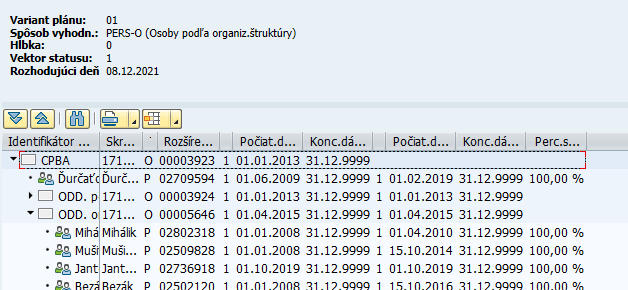 Variant plánu: 01
Spôsob vyhodn.: PERS-O (Osoby podľa organiz.štruktúry)
Hĺbka: 0
Vektor statusu: 1
Rozhodujúci deň 08.12.2021
Identifikátor ... Skr... Rozšíre... Počiat.d... Konc.dá... Počiat.d... Konc.dá... Perc.s...
CPBA 171... O 00003923 1 01.01.2013 31.12.9999
Ďurčaťo Ďurč... P 02709594 1 01.06.2009 31.12.9999 1 01.02.2019 31.12.9999 100,00 %
ODD. p 171... O 00003924 1 01.01.2013 31.12.9999 1 01.01.2013 31.12.9999
ODD. o 171... O 00005646 1 01.04.2015 31.12.9999 1 01.04.2015 31.12.9999
Mihá Mihálik P 02802318 1 01.01.2008 31.12.9999 1 01.01.2010 31.12.9999 100,00 %
Muši Muši... P 02509828 1 01.01.2008 31.12.9999 1 15.10.2014 31.12.9999 100,00 %
Jant Jant... P 02736918 1 01.10.2019 31.12.9999 1 01.10.2019 31.12.9999 100,00 %
Bezá Bezák P 02502120 1 01.01.2008 31.12.9999 1 15.10.2016 31.12.9999 100,00 %